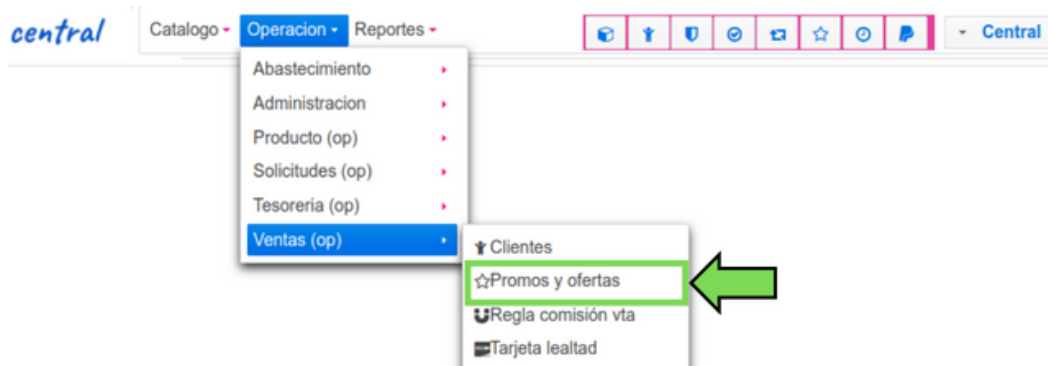 central Catalogo Operacion Reportes Central
Abastecimiento
Administracion
Producto (op)
Solicitudes (op)
Tesoreria (op)
Ventas (op)
Clientes
Promos y ofertas
Regla comisión vta
Tarjeta lealtad